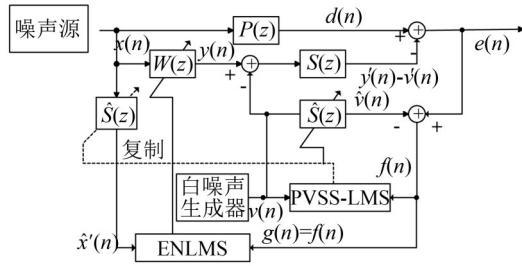 噪声源
P(z)
d(n)
+
-
e(n)
x(n)
W(z)
y(n)
+
-
S(z)
y'(n)-v'(n)
Ŝ(z)
Ŝ(z)
v̂(n)
-
+
复制
f(n)
白噪声
生成器
v(n)
PVSS-LMS
x̂'(n)
ENLMS
g(n)=f(n)